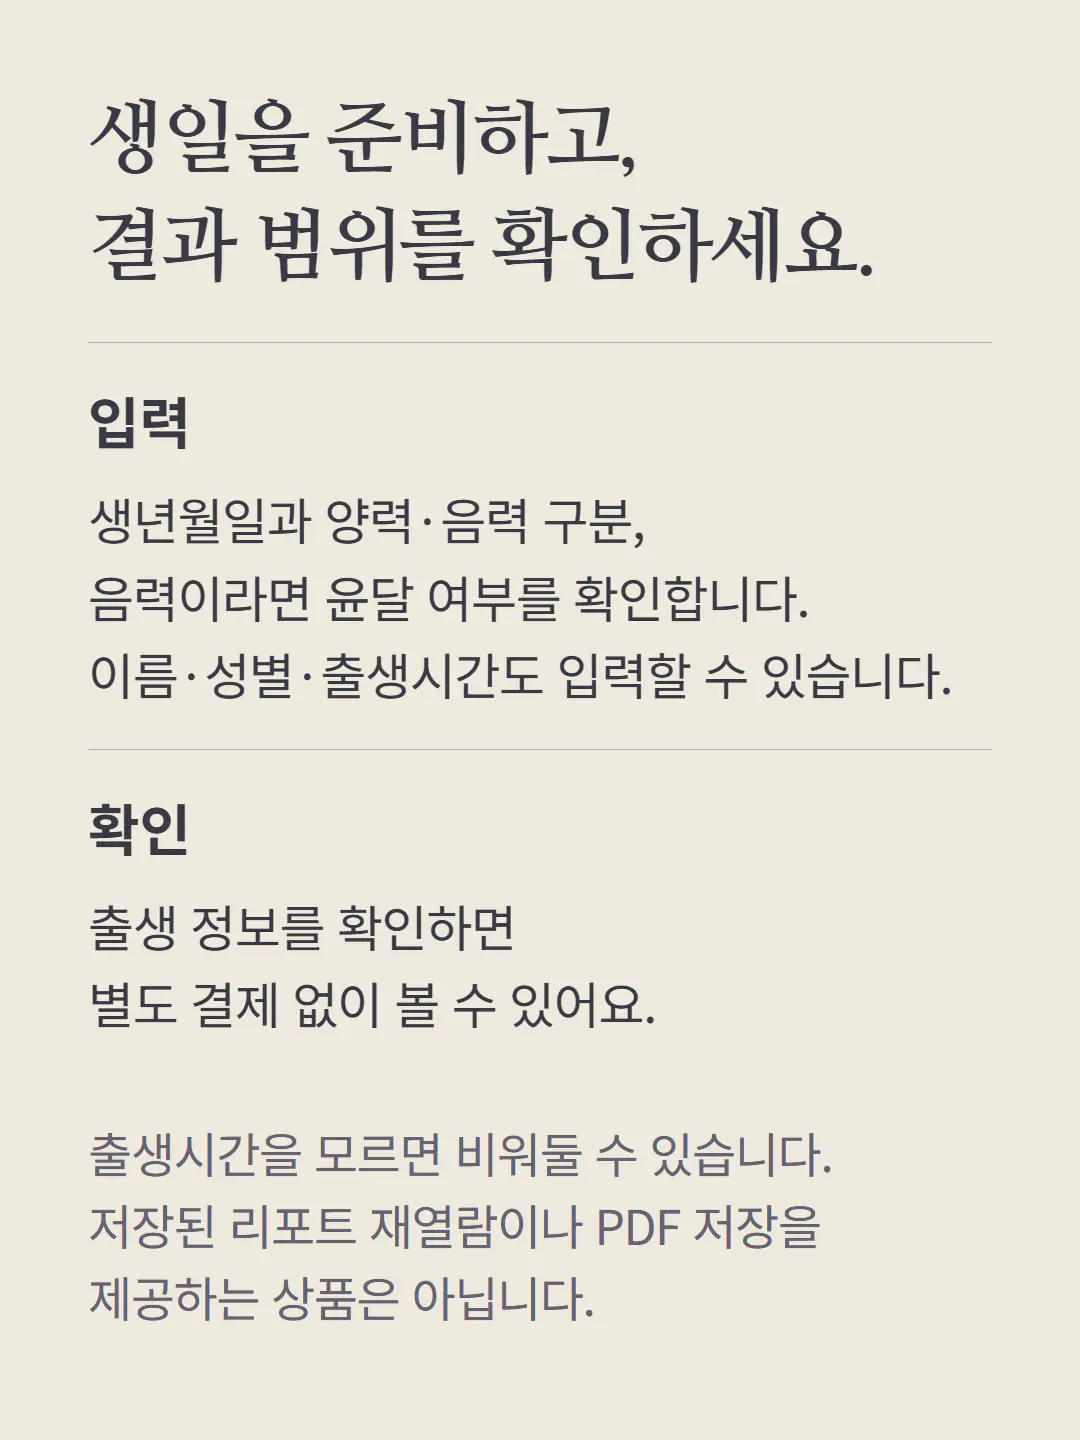 생일을 준비하고,
결과 범위를 확인하세요.
입력
생년월일과 양력·음력 구분,
음력이라면 윤달 여부를 확인합니다.
이름·성별·출생시간도 입력할 수 있습니다.
확인
출생 정보를 확인하면
별도 결제 없이 볼 수 있어요.
출생시간을 모르면 비워둘 수 있습니다.
저장된 리포트 재열람이나 PDF 저장을
제공하는 상품은 아닙니다.